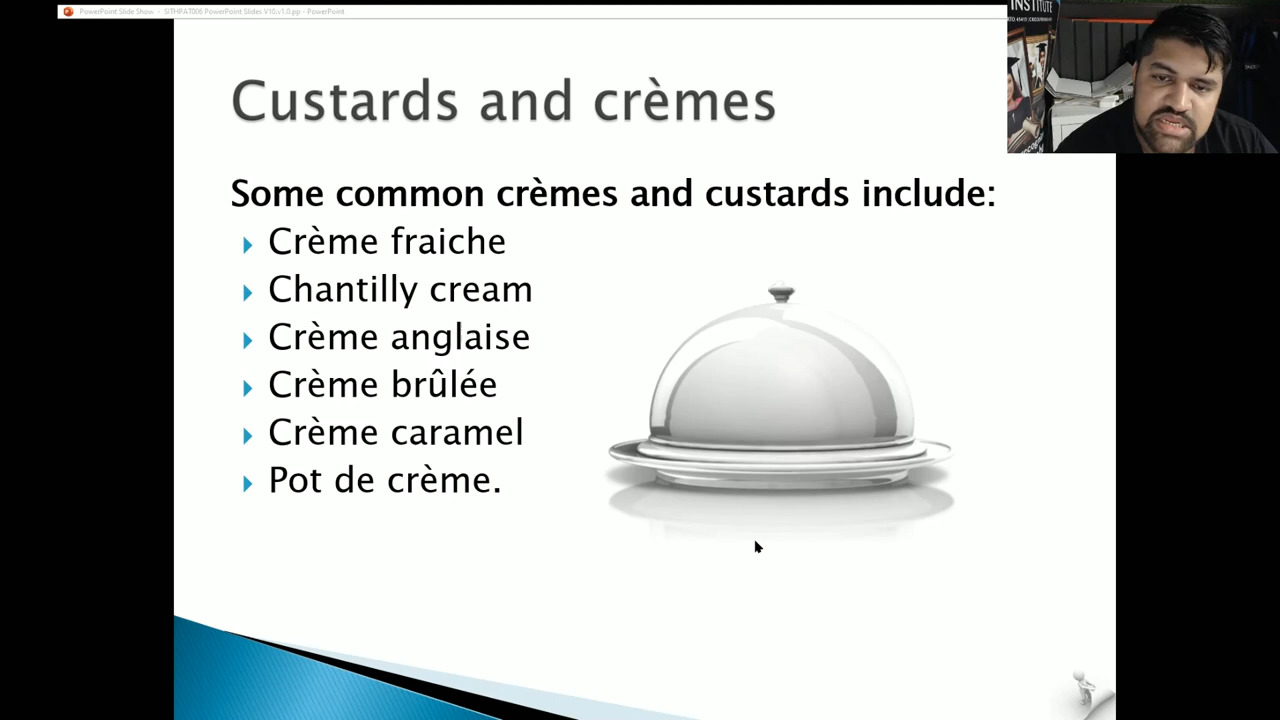 PowerPoint Slide Show - SITHPAT006 PowerPoint Slides V10.v1.0.ppt - PowerPoint
INSTITUTE
Custards and crèmes
Some common crèmes and custards include:
Crème fraiche
Chantilly cream
Crème anglaise
Crème brûlée
Crème caramel
Pot de crème.